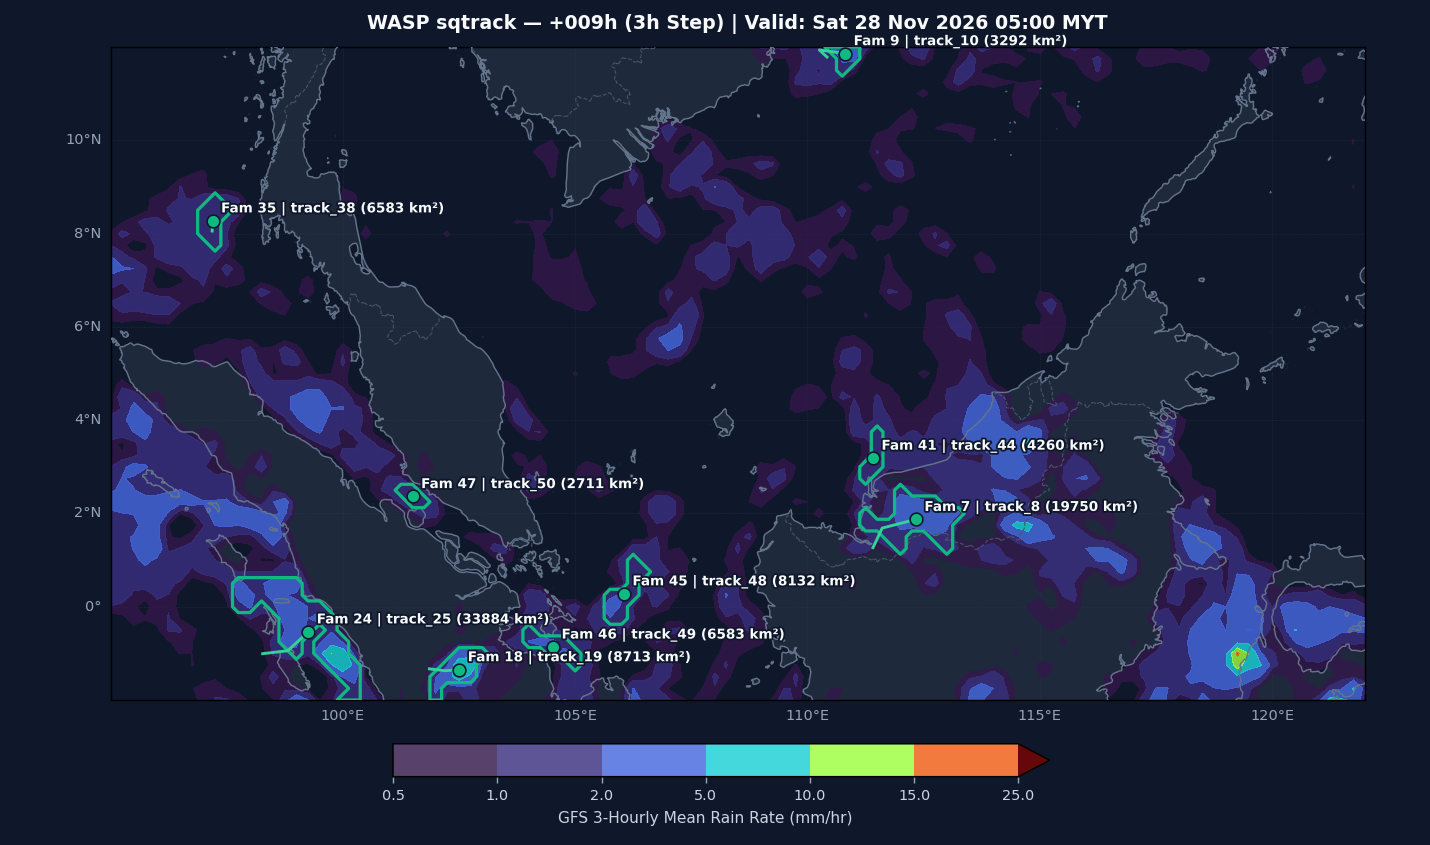 WASP sqtrack — +009h (3h Step) | Valid: Sat 28 Nov 2026 05:00 MYT
Fam 9 | track_10 (3292 km²)
10°N
Fam 35 | track_38 (6583 km²)
8°N
6°N
4°N
Fam 41 | track_44 (4260 km²)
Fam 47 | track_50 (2711 km²)
2°N
Fam 7 | track_8 (19750 km²)
Fam 45 | track_48 (8132 km²)
0°
Fam 24 | track_25 (33884 km²)
Fam 46 | track_49 (6583 km²)
Fam 18 | track_19 (8713 km²)
100°E 105°E 110°E 115°E 120°E
0.5 1.0 2.0 5.0 10.0 15.0 25.0
GFS 3-Hourly Mean Rain Rate (mm/hr)